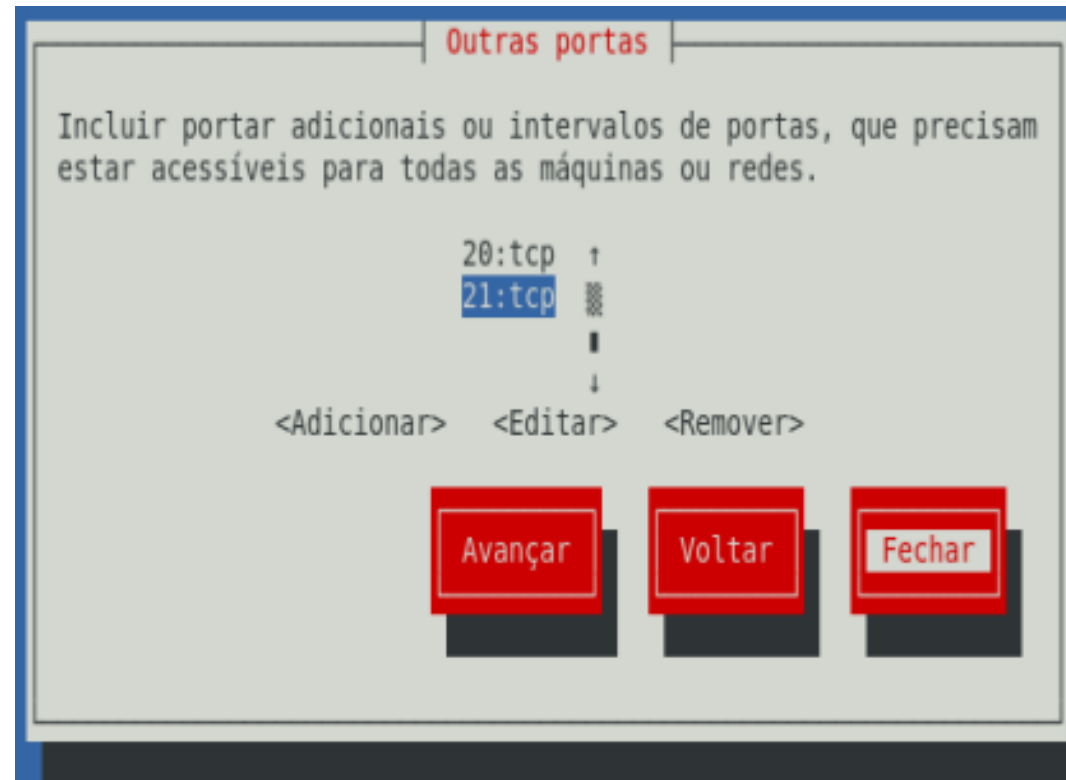 Outras portas
Incluir portar adicionais ou intervalos de portas, que precisam
estar acessíveis para todas as máquinas ou redes.
20:tcp ↑
21:tcp
↓
<Adicionar> <Editar> <Remover>
Avançar Voltar Fechar